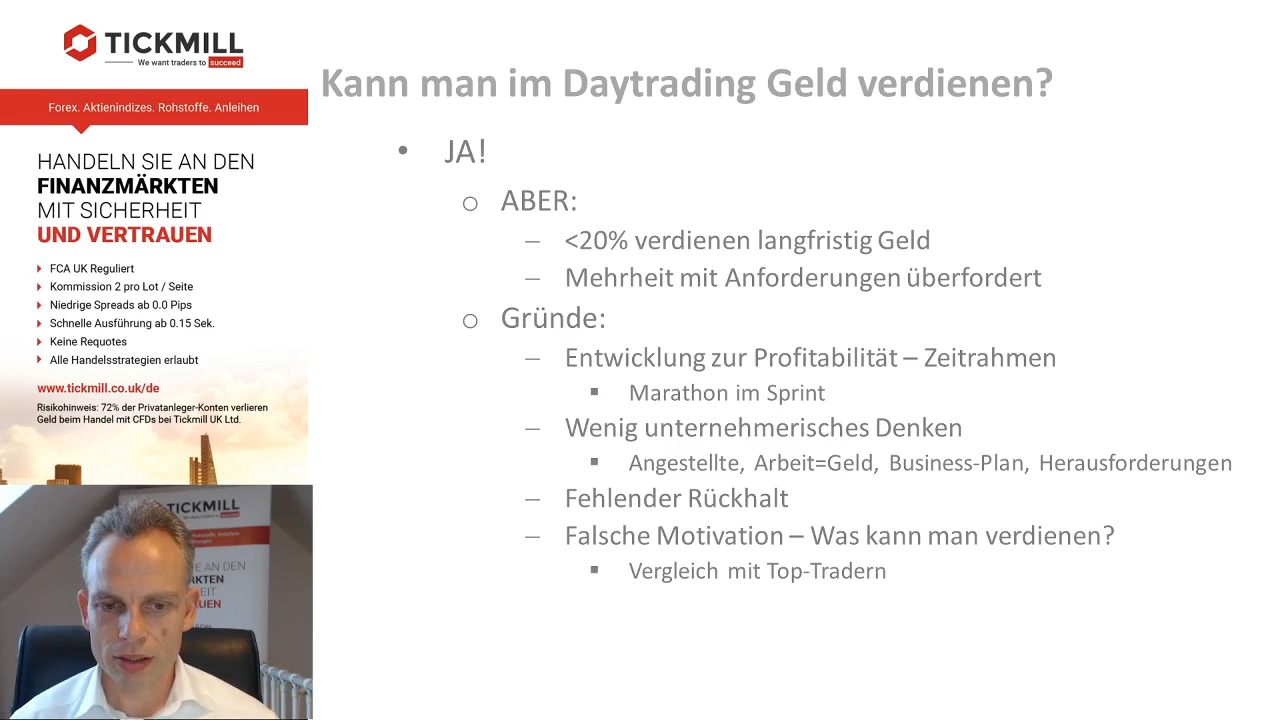 TICKMILL
We want traders to succeed
Forex. Aktienindizes. Rohstoffe. Anleihen
HANDELN SIE AN DEN
FINANZMÄRKTEN
MIT SICHERHEIT
UND VERTRAUEN
FCA UK Reguliert
Kommission 2 pro Lot / Seite
Niedrige Spreads ab 0.0 Pips
Schnelle Ausführung ab 0.15 Sek.
Keine Requotes
Alle Handelsstrategien erlaubt
www.tickmill.co.uk/de
Risikohinweis: 72% der Privatanleger-Konten verlieren
Geld beim Handel mit CFDs bei Tickmill UK Ltd.
Kann man im Daytrading Geld verdienen?
• JA!
o ABER:
– <20% verdienen langfristig Geld
– Mehrheit mit Anforderungen überfordert
o Gründe:
– Entwicklung zur Profitabilität – Zeitrahmen
▪ Marathon im Sprint
– Wenig unternehmerisches Denken
▪ Angestellte, Arbeit=Geld, Business-Plan, Herausforderungen
– Fehlender Rückhalt
– Falsche Motivation – Was kann man verdienen?
▪ Vergleich mit Top-Tradern
TICKMILL